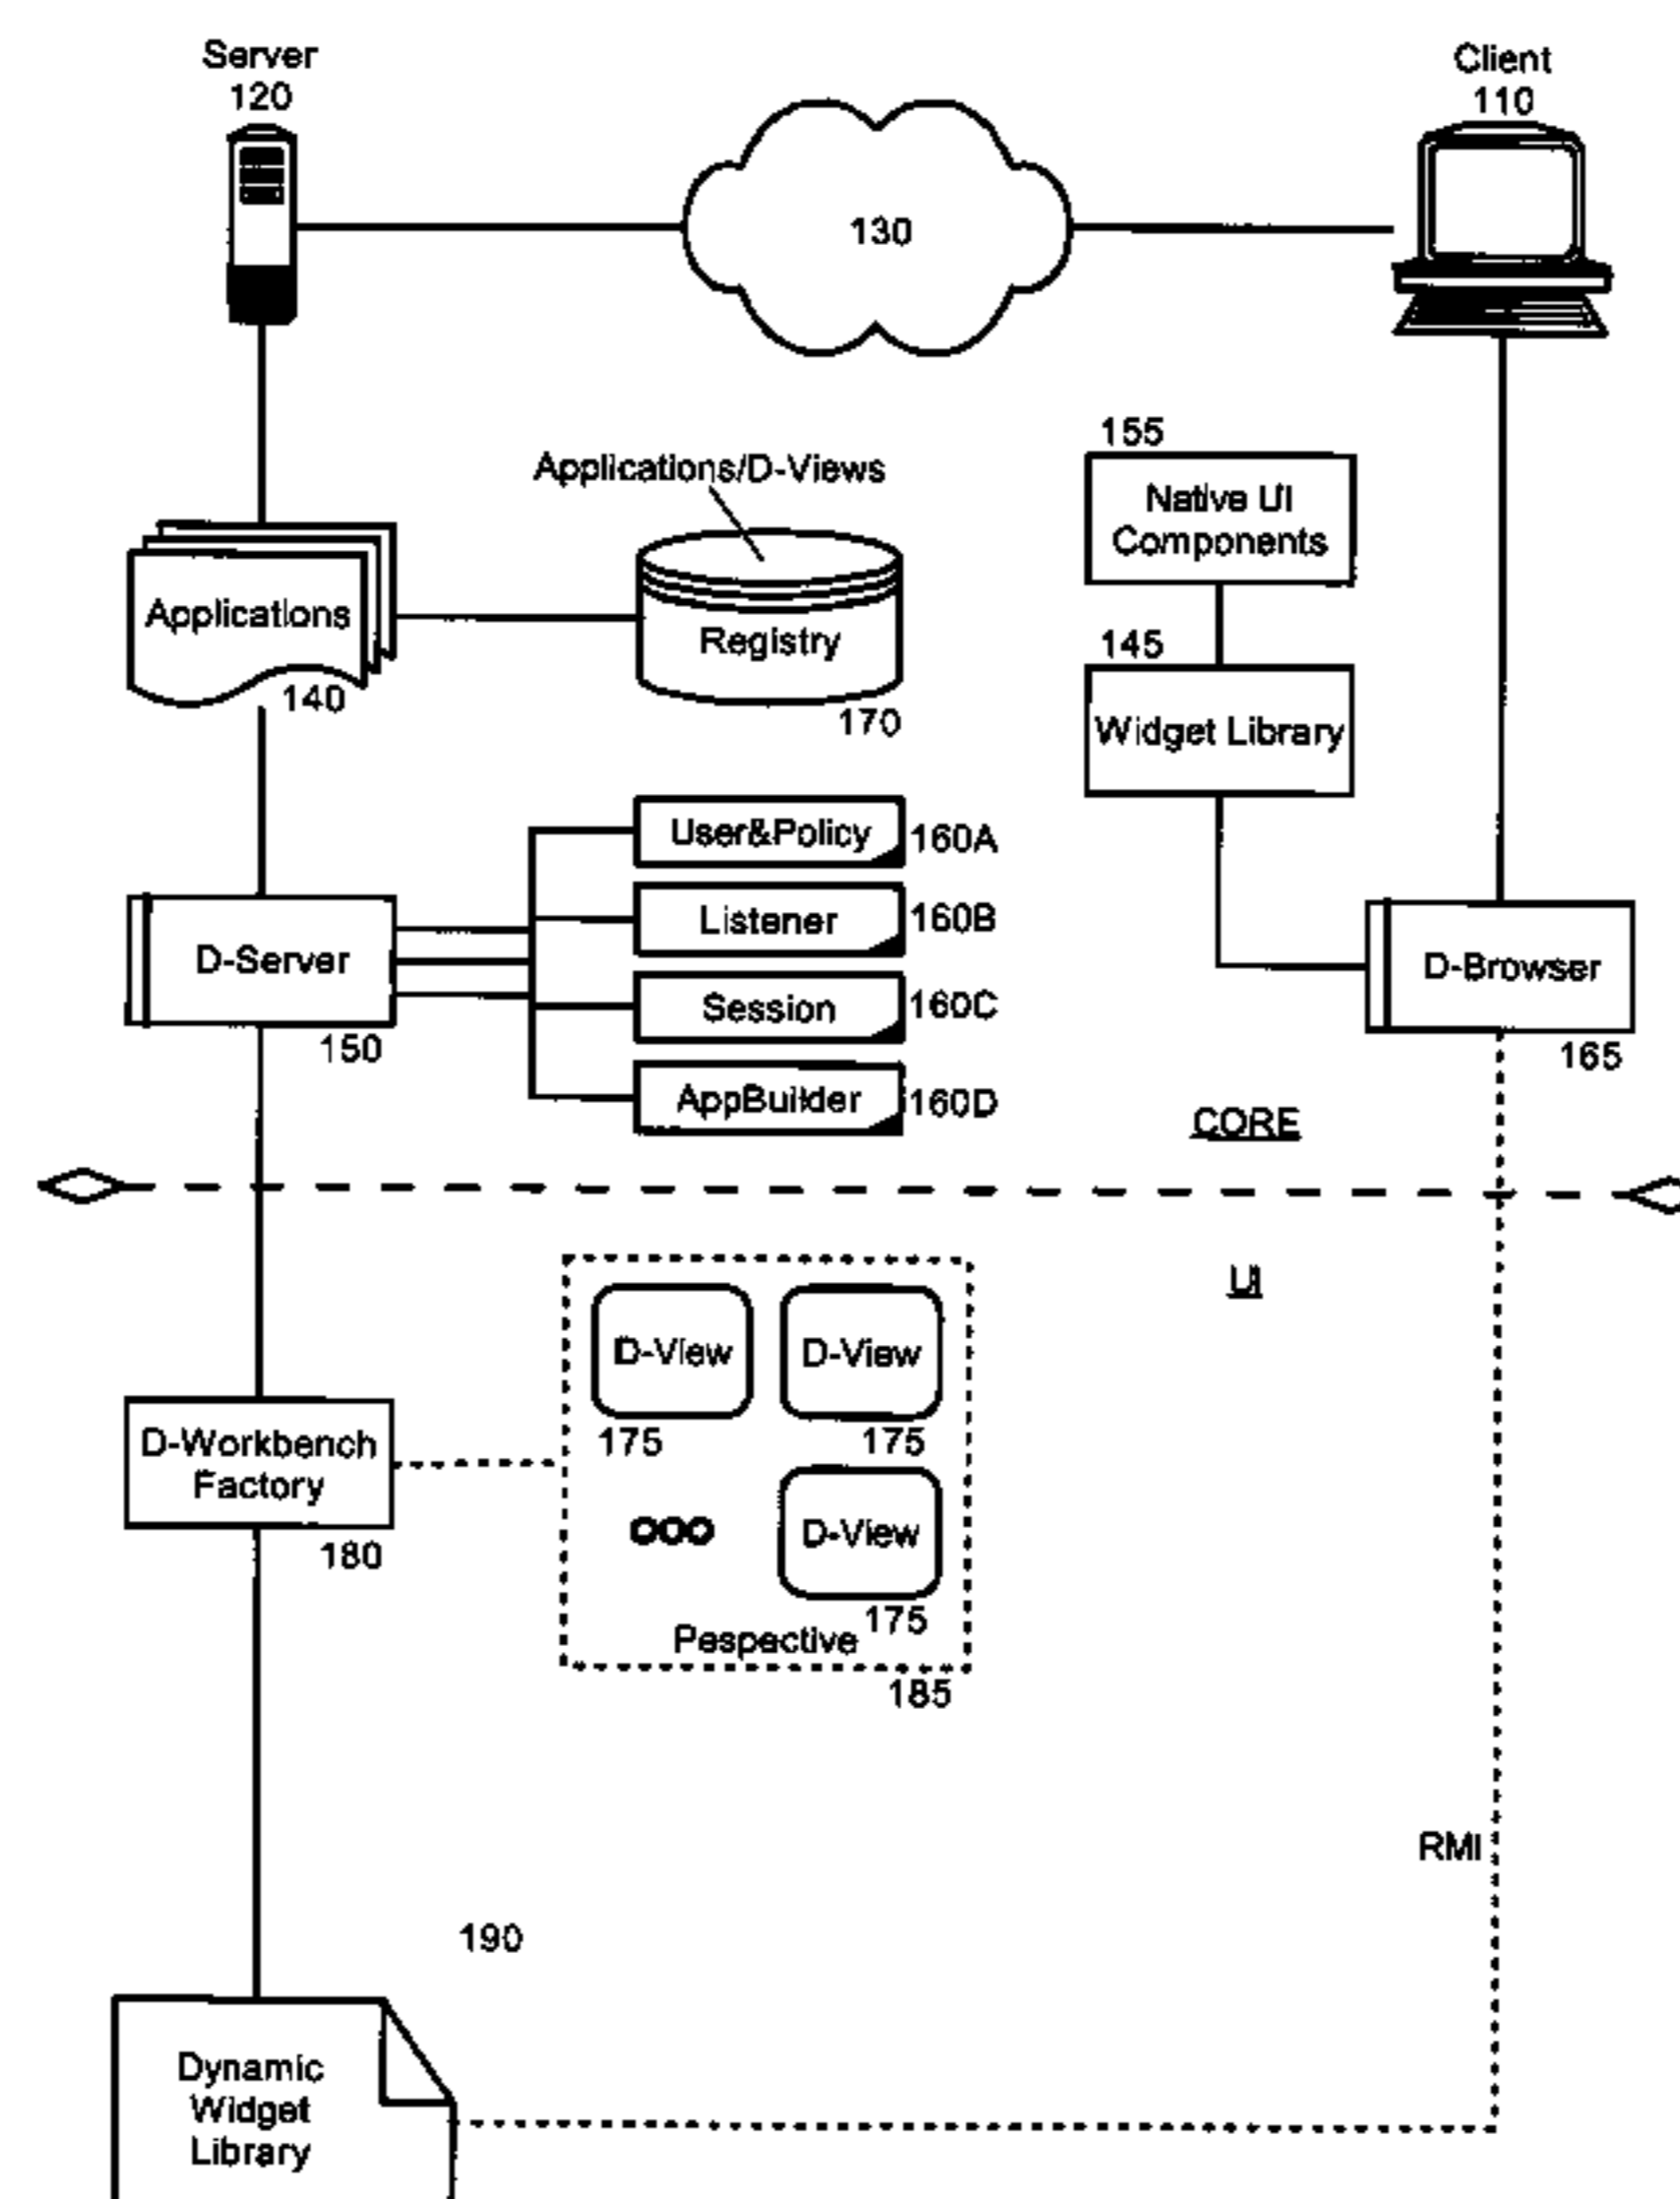 Server
120
Client
110
130
155
Native UI
Components
Applications/D-Views
Applications
140
Registry
170
145
Widget Library
User&Policy
160A
Listener
160B
D-Server
150
Session
160C
AppBuilder
160D
D-Browser
165
CORE
UI
D-View
175
D-View
175
D-Workbench
Factory
180
D-View
175
Pespective
185
RMI
190
Dynamic
Widget
Library